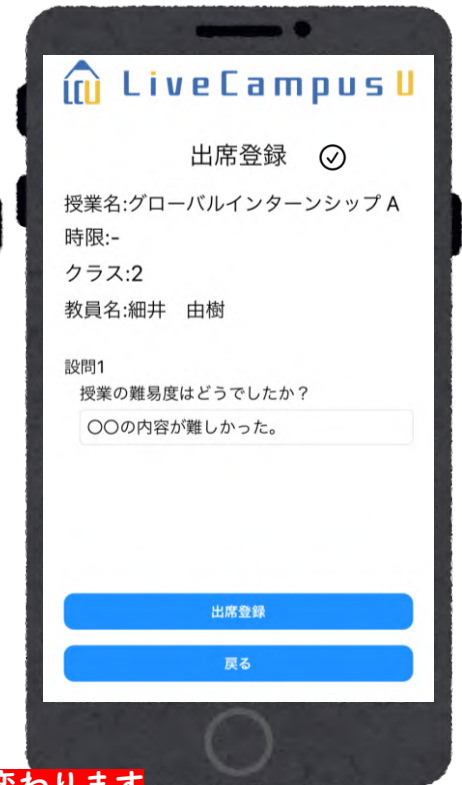 LCU LiveCampusU
出席登録
授業名:グローバルインターンシップ A
時限:-
クラス:2
教員名:細井　由樹
設問1
授業の難易度はどうでしたか？
〇〇の内容が難しかった。
出席登録
戻る
変わります